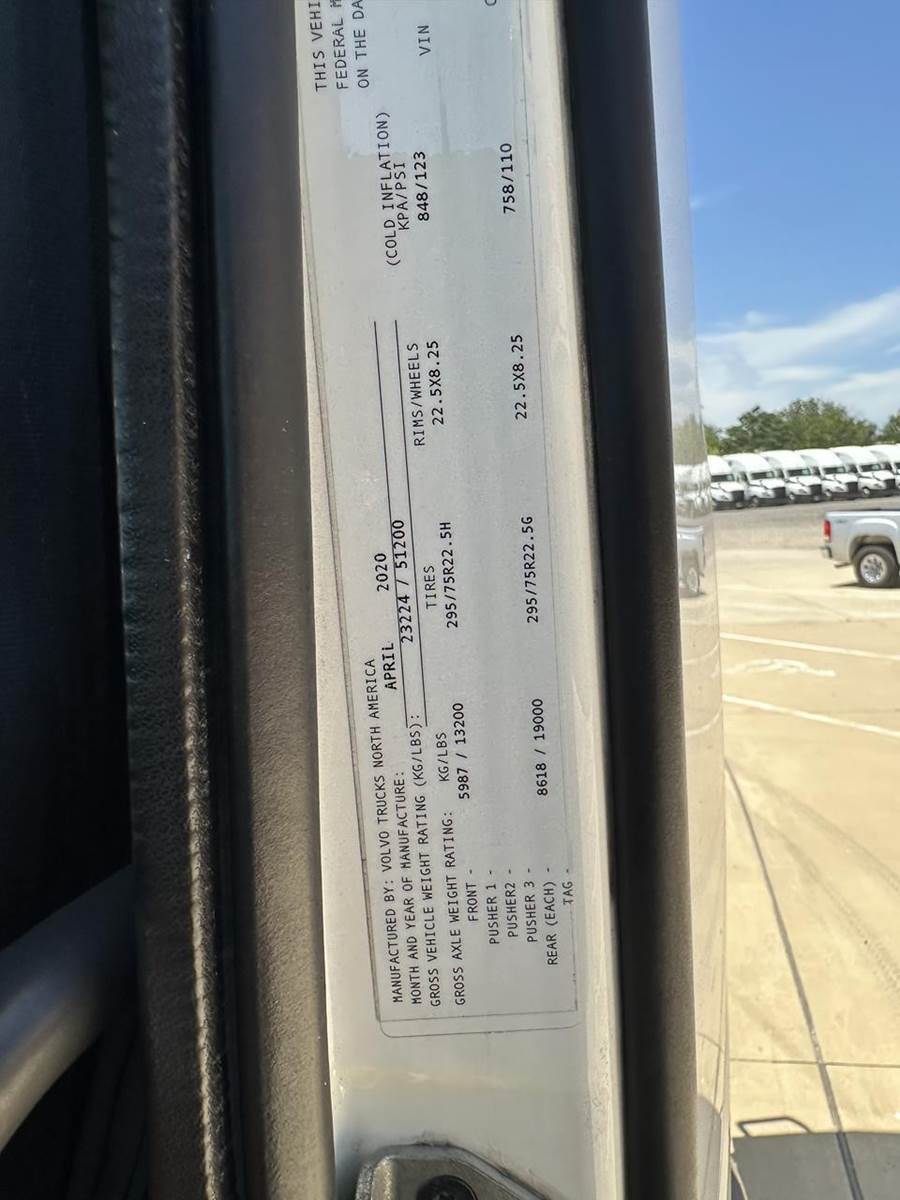 MANUFACTURED BY: VOLVO TRUCKS NORTH AMERICA
MONTH AND YEAR OF MANUFACTURE: APRIL 2020
GROSS VEHICLE WEIGHT RATING (KG/LBS): 23224 / 51200
GROSS AXLE WEIGHT RATING: KG/LBS TIRES RIMS/WHEELS (COLD INFLATION) KPA/PSI
FRONT - 5987 / 13200 295/75R22.5H 22.5X8.25 848/123
PUSHER 1 -
PUSHER2 -
PUSHER 3 -
REAR (EACH) - 8618 / 19000 295/75R22.5G 22.5X8.25 758/110
TAG -
THIS VEHI
FEDERAL M
ON THE DA
VIN